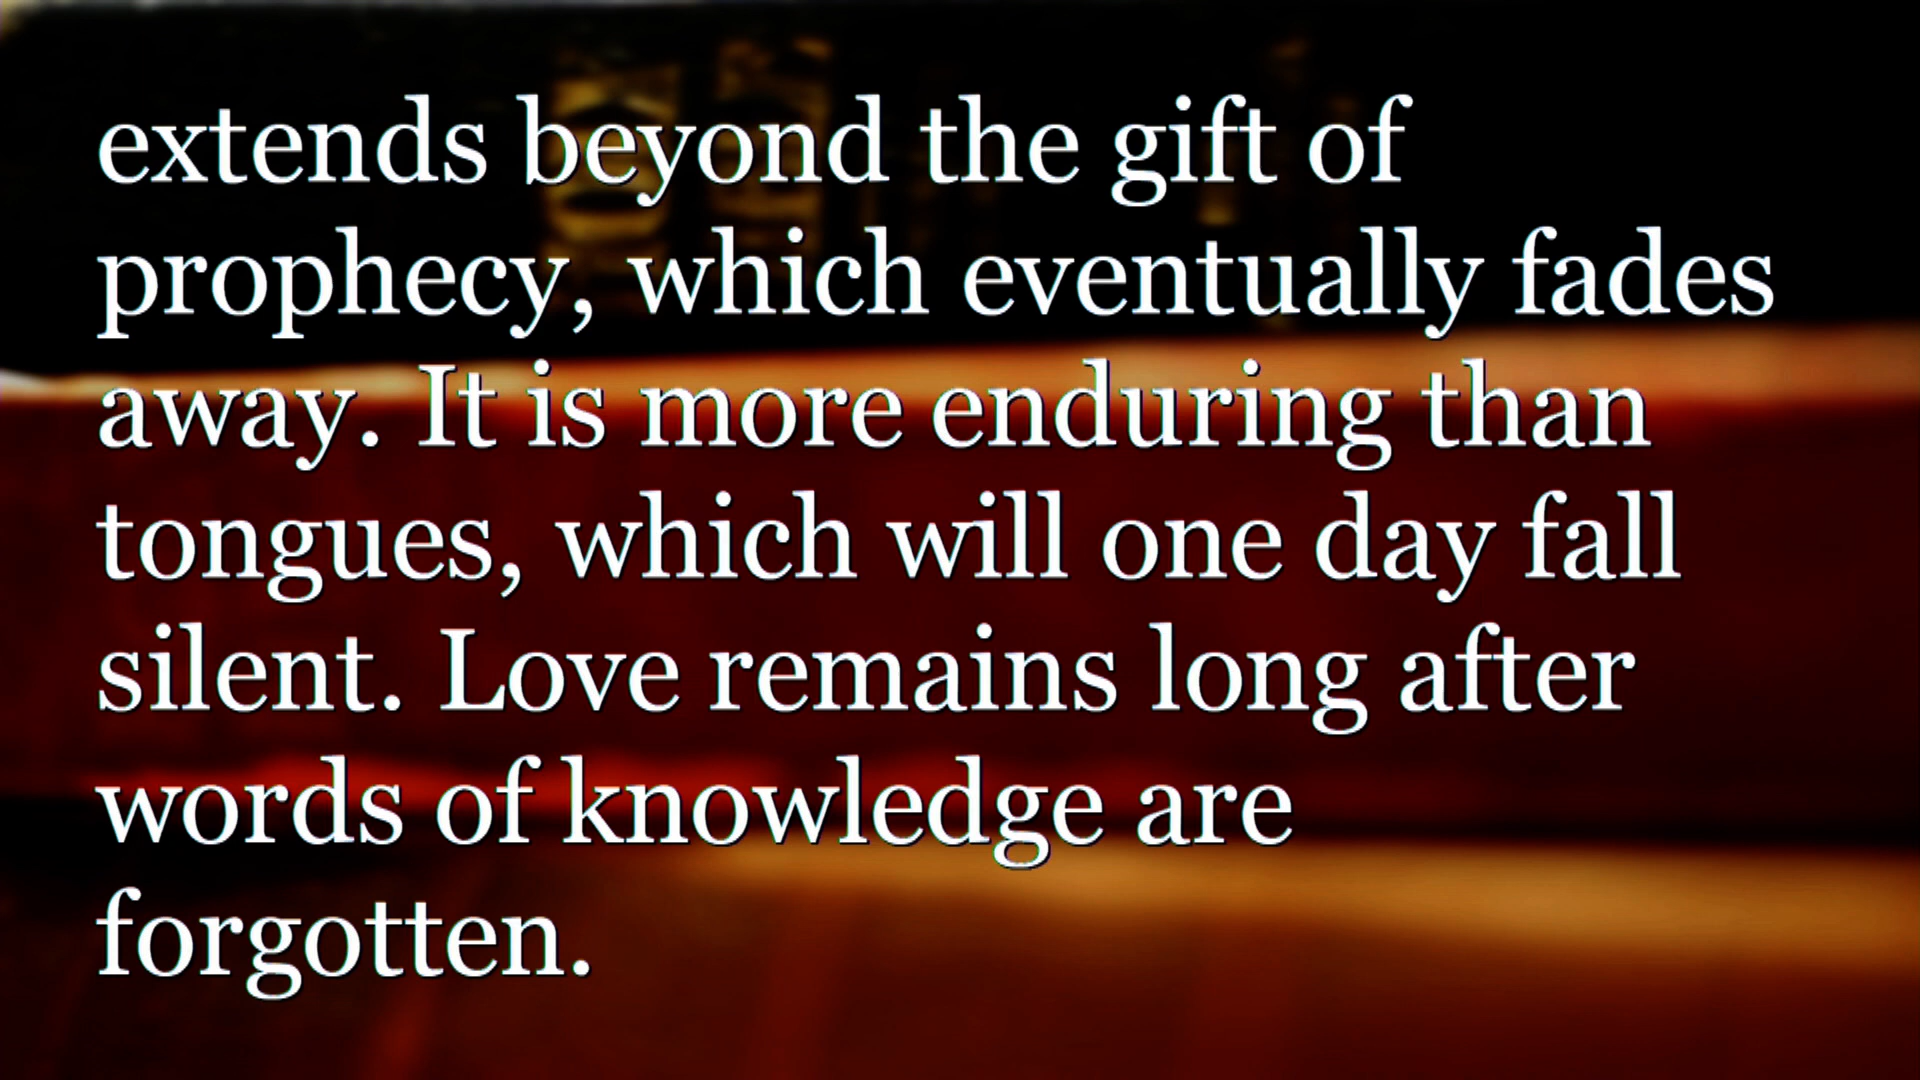 extends beyond the gift of
prophecy, which eventually fades
away. It is more enduring than
tongues, which will one day fall
silent. Love remains long after
words of knowledge are
forgotten.